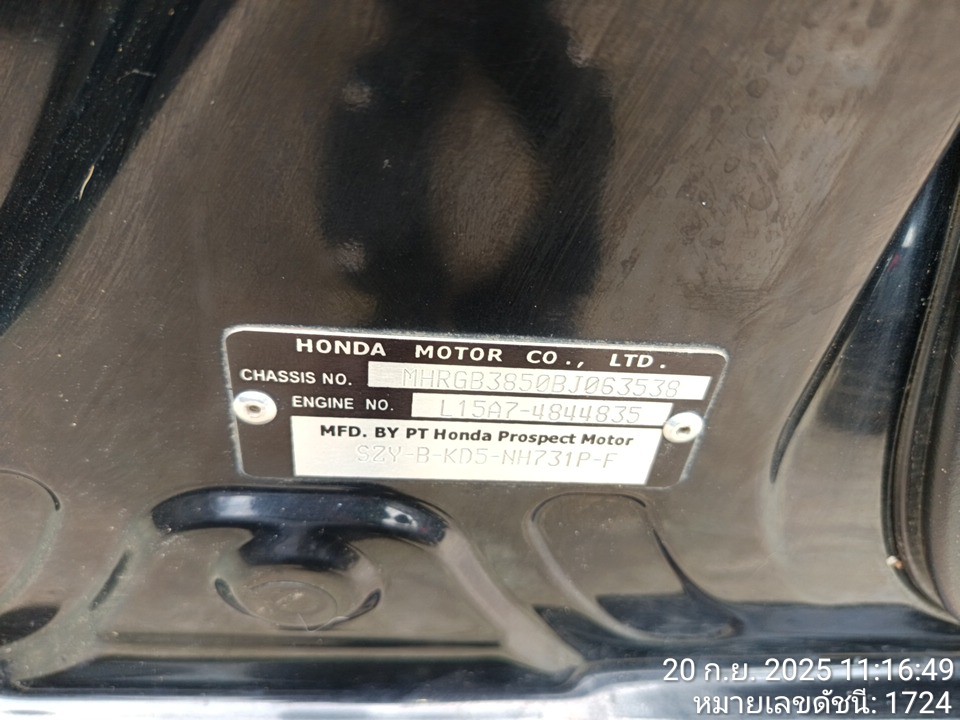 HONDA MOTOR CO., LTD.
CHASSIS NO. MHRGB3850BJ063538
ENGINE NO. L15A7-4844835
MFD. BY PT Honda Prospect Motor
SZY-B-KD5-NH731P-F
20 ก.ย. 2025 11:16:49
หมายเลขดัชนี: 1724